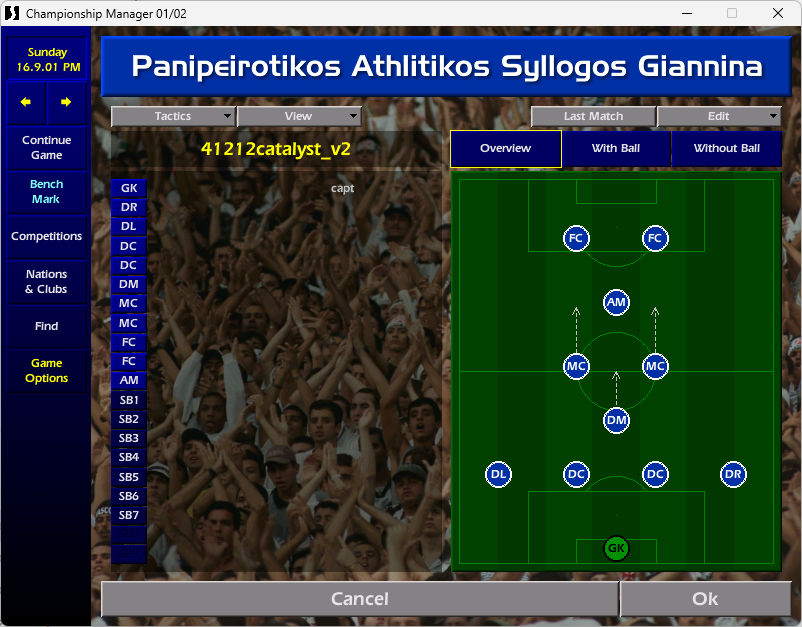 Championship Manager 01/02
Sunday
16.9.01 PM
Continue
Game
Bench
Mark
Competitions
Nations
& Clubs
Find
Game
Options
Panipeirotikos Athlitikos Syllogos Giannina
Tactics
View
Last Match
Edit
41212catalyst_v2
Overview
With Ball
Without Ball
GK
capt
DR
DL
DC
DC
DM
MC
MC
FC
FC
AM
SB1
SB2
SB3
SB4
SB5
SB6
SB7
FC FC
AM
MC MC
DM
DL DC DC DR
GK
Cancel
Ok